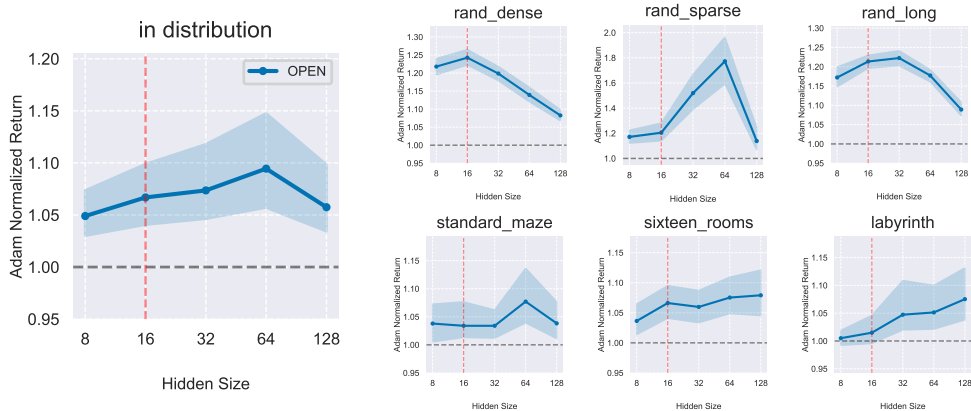 in distribution
Adam Normalized Return
1.20
1.15
1.10
1.05
1.00
0.95
OPEN
8 16 32 64 128
Hidden Size
rand_dense
Adam Normalized Return
1.30
1.25
1.20
1.15
1.10
1.05
1.00
0.95
8 16 32 64 128
Hidden Size
rand_sparse
Adam Normalized Return
2.0
1.8
1.6
1.4
1.2
1.0
8 16 32 64 128
Hidden Size
rand_long
Adam Normalized Return
1.30
1.25
1.20
1.15
1.10
1.05
1.00
0.95
8 16 32 64 128
Hidden Size
standard_maze
Adam Normalized Return
1.15
1.10
1.05
1.00
0.95
8 16 32 64 128
Hidden Size
sixteen_rooms
Adam Normalized Return
1.15
1.10
1.05
1.00
0.95
8 16 32 64 128
Hidden Size
labyrinth
Adam Normalized Return
1.15
1.10
1.05
1.00
0.95
8 16 32 64 128
Hidden Size